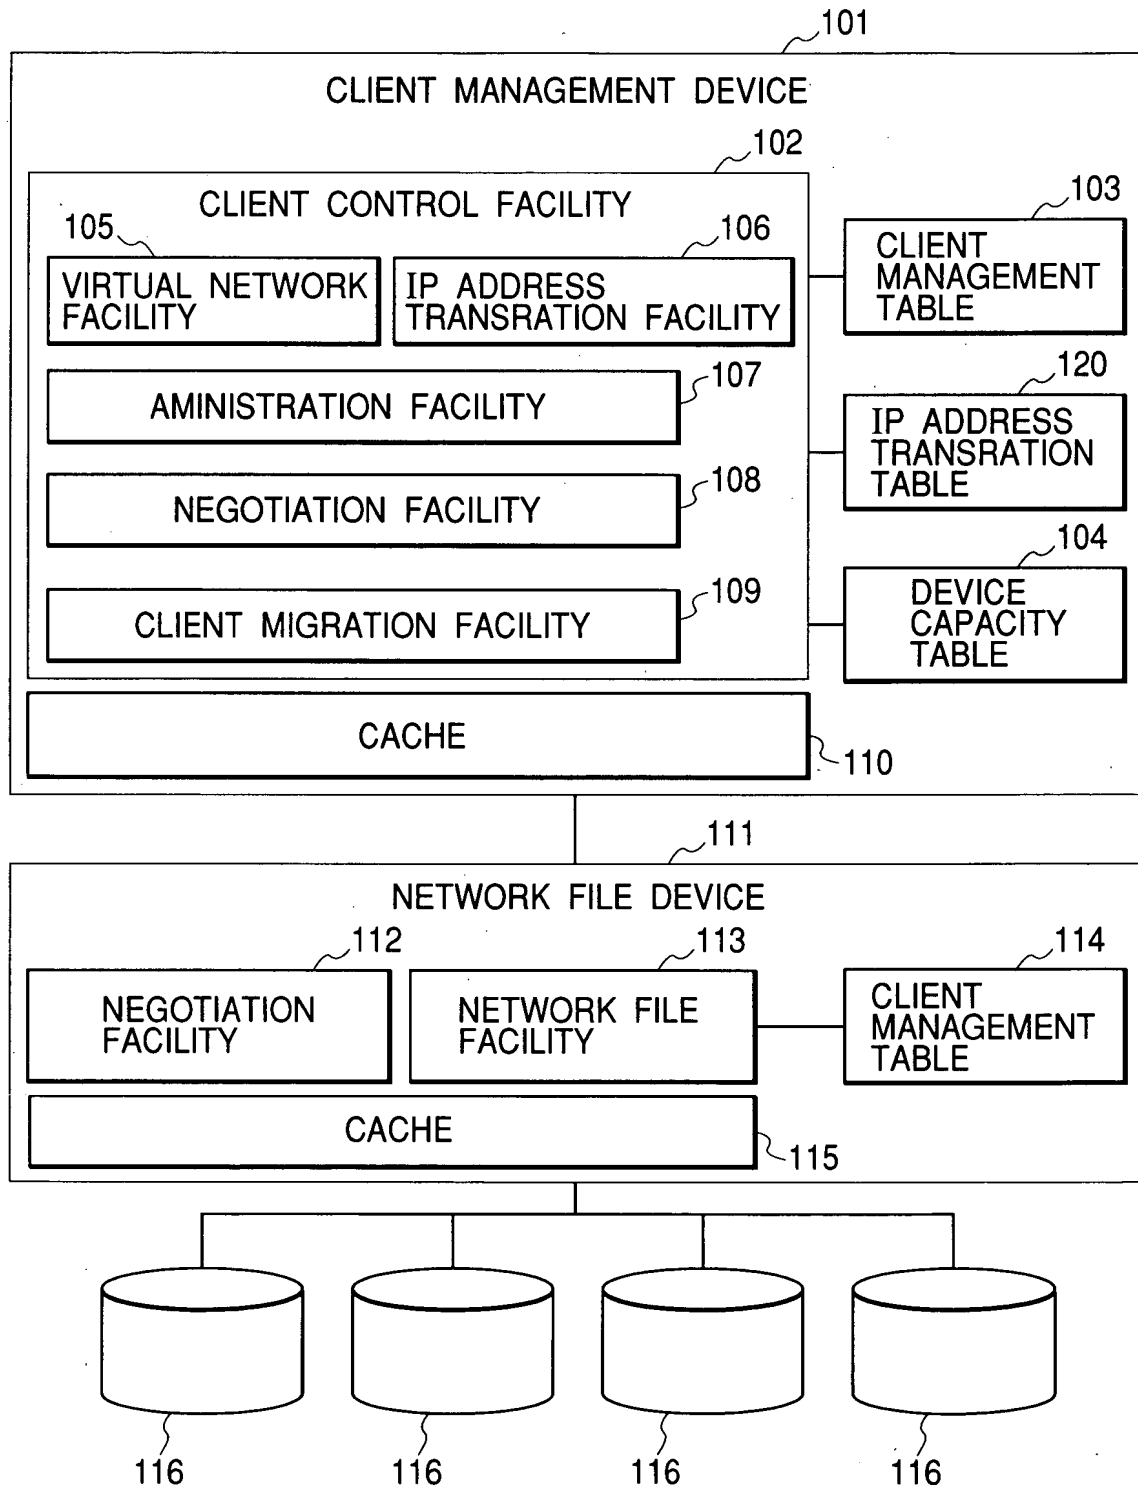 101
CLIENT MANAGEMENT DEVICE
102
CLIENT CONTROL FACILITY
105
VIRTUAL NETWORK
FACILITY
106
IP ADDRESS
TRANSRATION FACILITY
103
CLIENT
MANAGEMENT
TABLE
107
AMINISTRATION FACILITY
120
IP ADDRESS
TRANSRATION
TABLE
108
NEGOTIATION FACILITY
104
DEVICE
CAPACITY
TABLE
109
CLIENT MIGRATION FACILITY
CACHE
110
111
NETWORK FILE DEVICE
112
NEGOTIATION
FACILITY
113
NETWORK FILE
FACILITY
114
CLIENT
MANAGEMENT
TABLE
CACHE
115
116
116
116
116